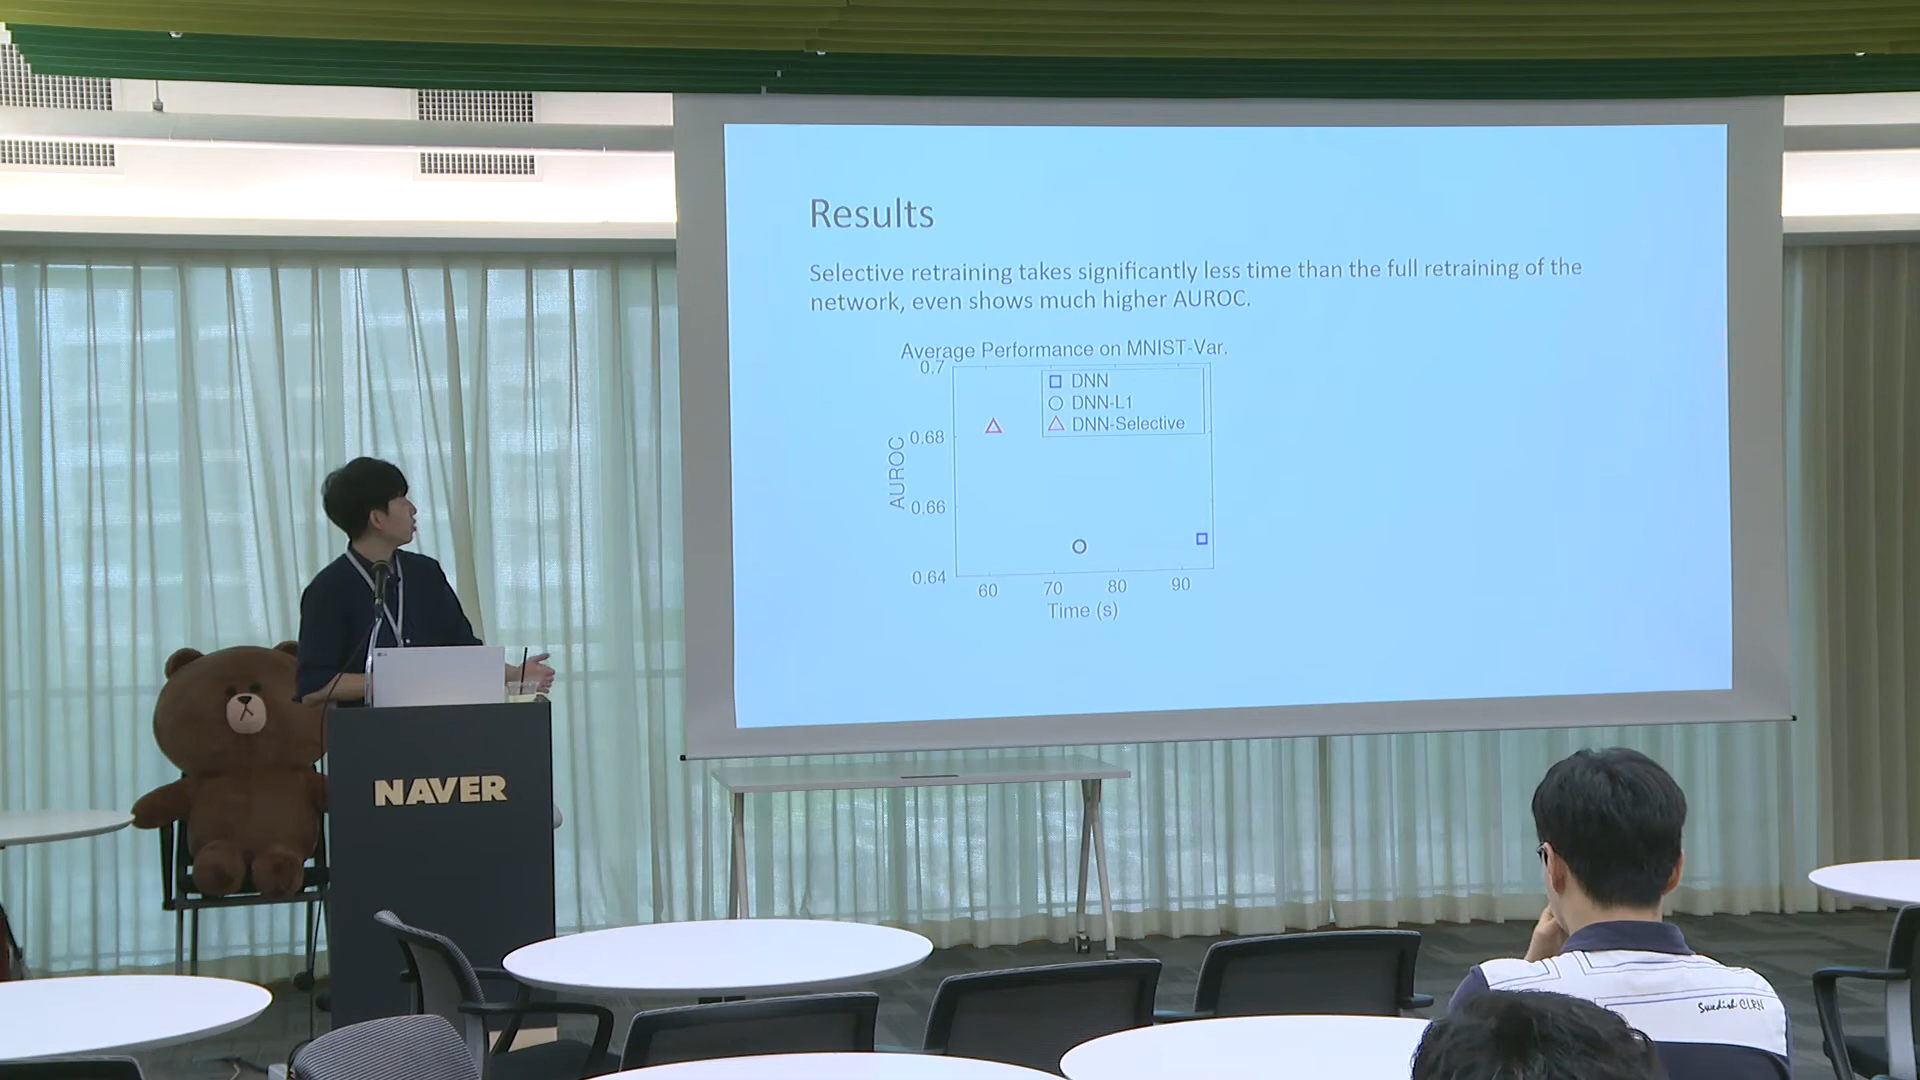 Results
Selective retraining takes significantly less time than the full retraining of the
network, even shows much higher AUROC.
Average Performance on MNIST-Var.
0.7
0.68
0.66
0.64
AUROC
DNN
DNN-L1
DNN-Selective
60 70 80 90
Time (s)
NAVER
Swedish